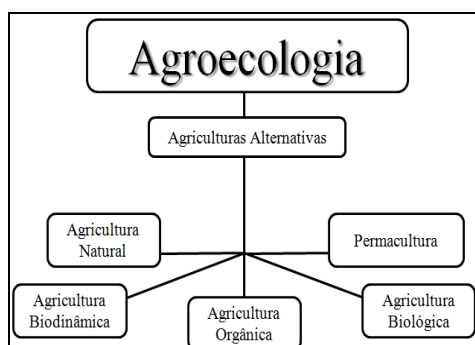 Agroecologia
Agriculturas Alternativas
Agricultura
Natural
Permacultura
Agricultura
Biodinâmica
Agricultura
Orgânica
Agricultura
Biológica